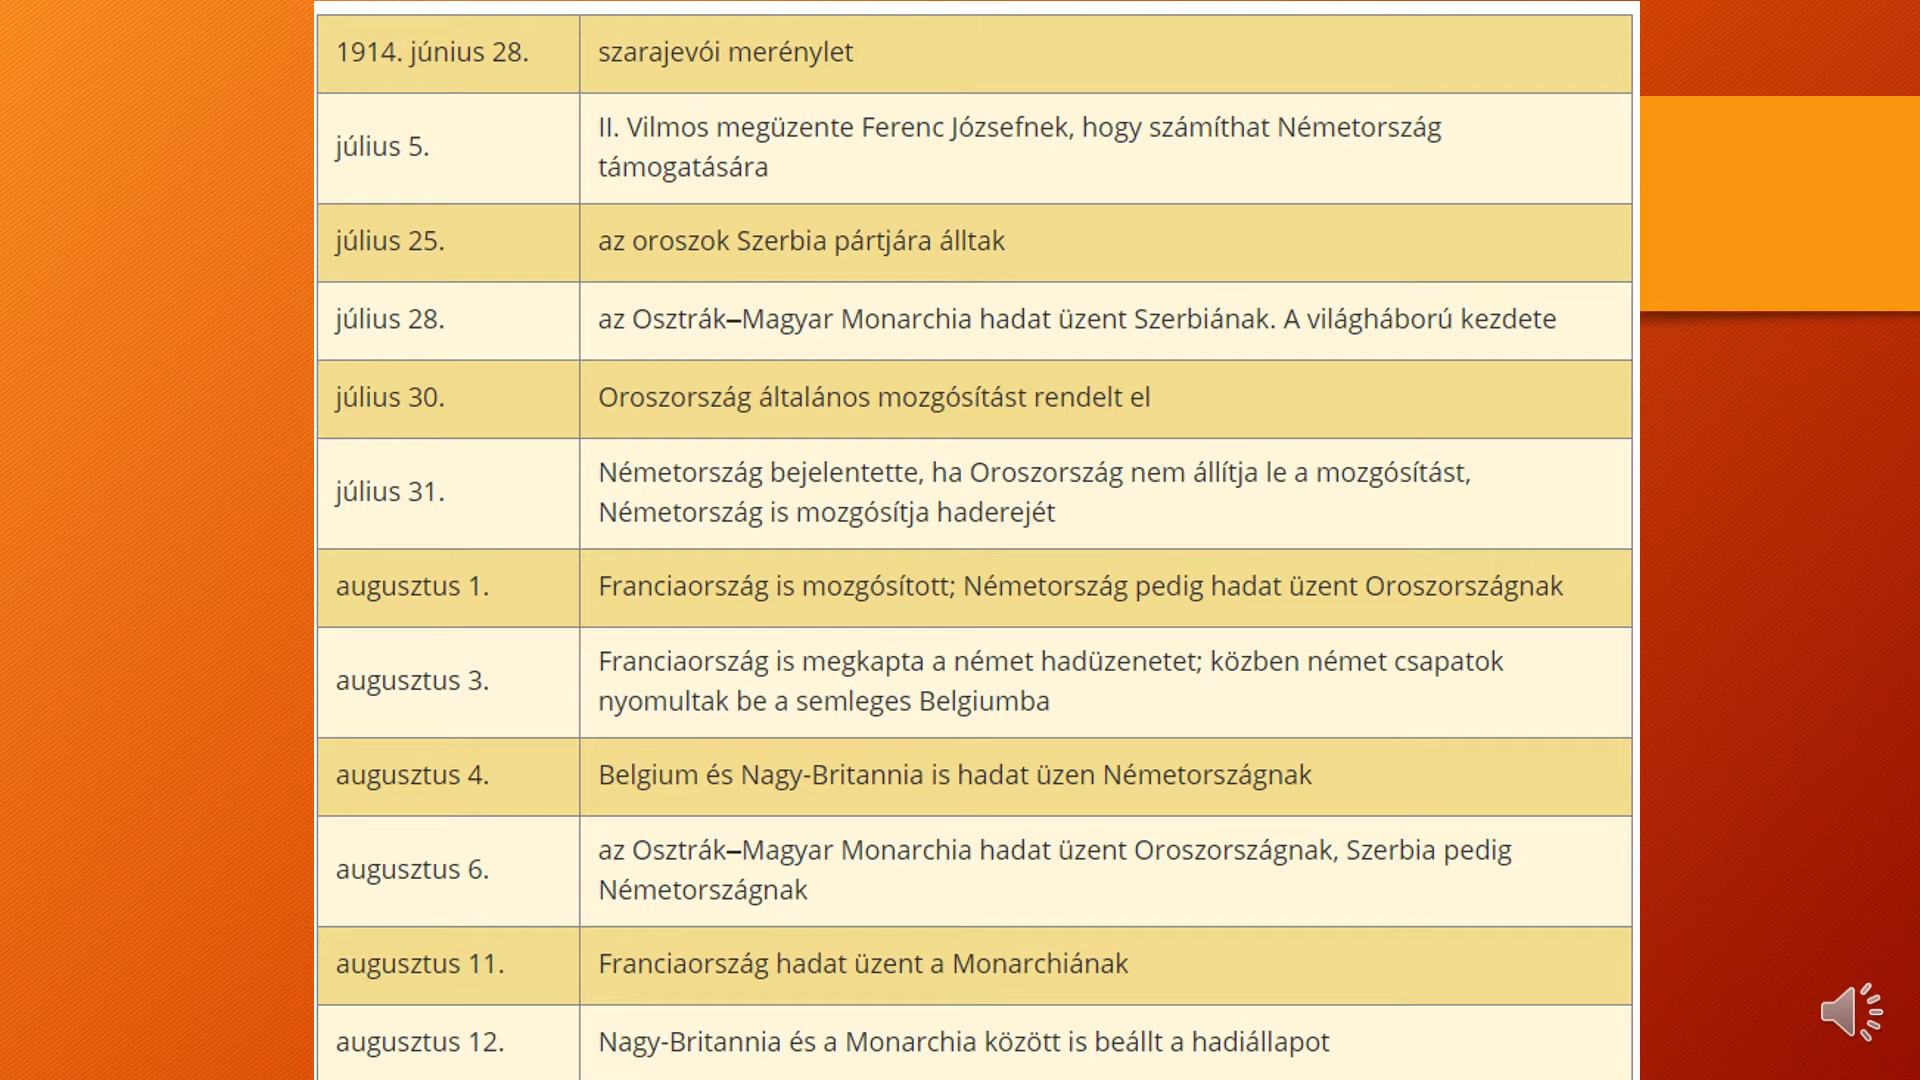 1914. június 28.
szarajevói merénylet
július 5.
II. Vilmos megüzente Ferenc Józsefnek, hogy számíthat Németország
támogatására
július 25.
az oroszok Szerbia pártjára álltak
július 28.
az Osztrák–Magyar Monarchia hadat üzent Szerbiának. A világháború kezdete
július 30.
Oroszország általános mozgósítást rendelt el
július 31.
Németország bejelentette, ha Oroszország nem állítja le a mozgósítást,
Németország is mozgósítja haderejét
augusztus 1.
Franciaország is mozgósított; Németország pedig hadat üzent Oroszországnak
augusztus 3.
Franciaország is megkapta a német hadüzenetet; közben német csapatok
nyomultak be a semleges Belgiumba
augusztus 4.
Belgium és Nagy-Britannia is hadat üzen Németországnak
augusztus 6.
az Osztrák–Magyar Monarchia hadat üzent Oroszországnak, Szerbia pedig
Németországnak
augusztus 11.
Franciaország hadat üzent a Monarchiának
augusztus 12.
Nagy-Britannia és a Monarchia között is beállt a hadiállapot